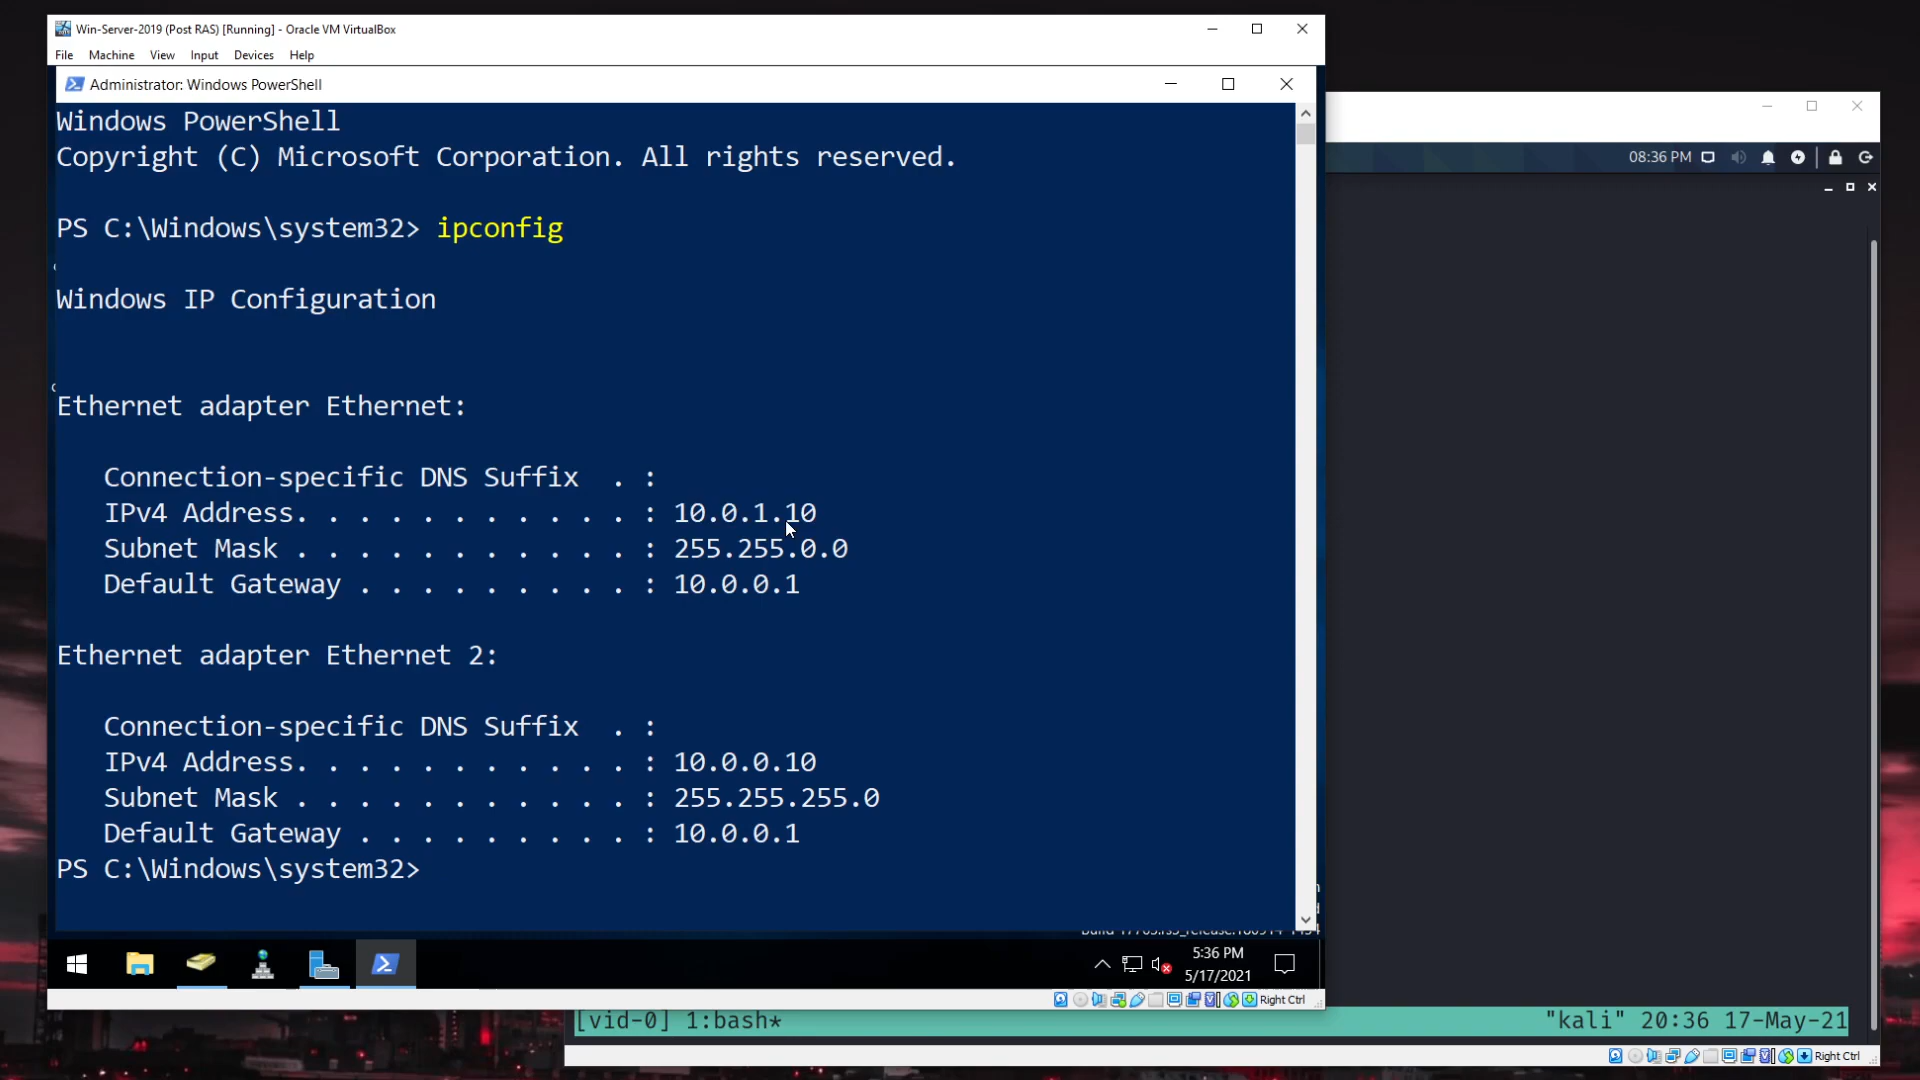 Win-Server-2019 (Post RAS) [Running] - Oracle VM VirtualBox
File Machine View Input Devices Help
Administrator: Windows PowerShell
Windows PowerShell
Copyright (C) Microsoft Corporation. All rights reserved.
PS C:\Windows\system32> ipconfig
Windows IP Configuration
Ethernet adapter Ethernet:
Connection-specific DNS Suffix . :
IPv4 Address. . . . . . . . . . . : 10.0.1.10
Subnet Mask . . . . . . . . . . . : 255.255.0.0
Default Gateway . . . . . . . . . : 10.0.0.1
Ethernet adapter Ethernet 2:
Connection-specific DNS Suffix . :
IPv4 Address. . . . . . . . . . . : 10.0.0.10
Subnet Mask . . . . . . . . . . . : 255.255.255.0
Default Gateway . . . . . . . . . : 10.0.0.1
PS C:\Windows\system32>
5:36 PM
5/17/2021
Right Ctrl
08:36 PM
[vid-0] 1:bash* "kali" 20:36 17-May-21
Right Ctrl